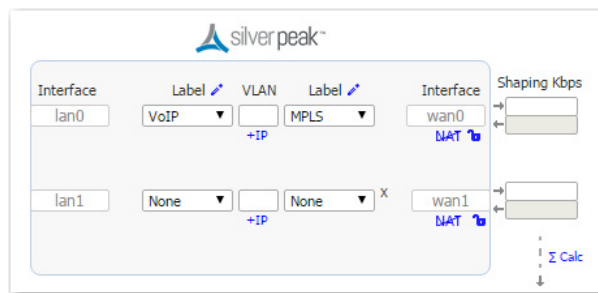 silver peak™
Interface Label VLAN Label Interface Shaping Kbps
lan0 VoIP MPLS wan0
+IP NAT
lan1 None None x wan1
+IP NAT
Σ Calc